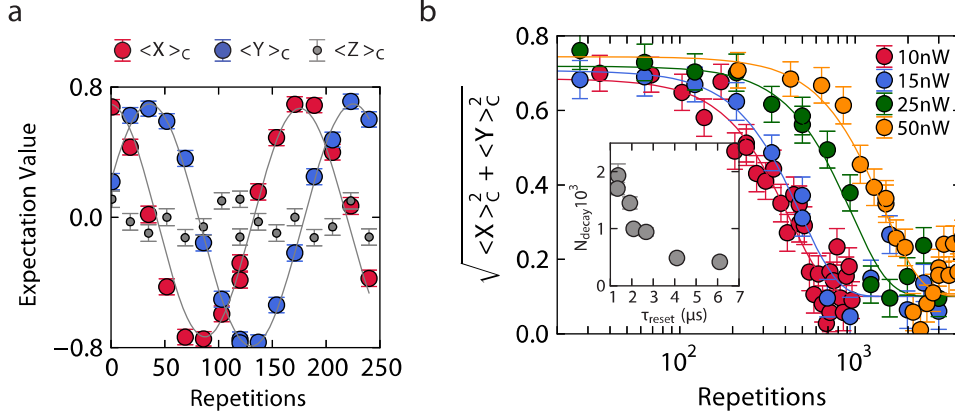 a
<X>C <Y>C <Z>C
Expectation Value
0.8
0.0
−0.8
0 50 100 150 200 250
Repetitions
b
√<X>²C + <Y>²C
0.8
0.6
0.4
0.2
0.0
10² 10³
Repetitions
10nW
15nW
25nW
50nW
Ndecay10³
2
1
0
1 2 3 4 5 6 7
τreset (μs)